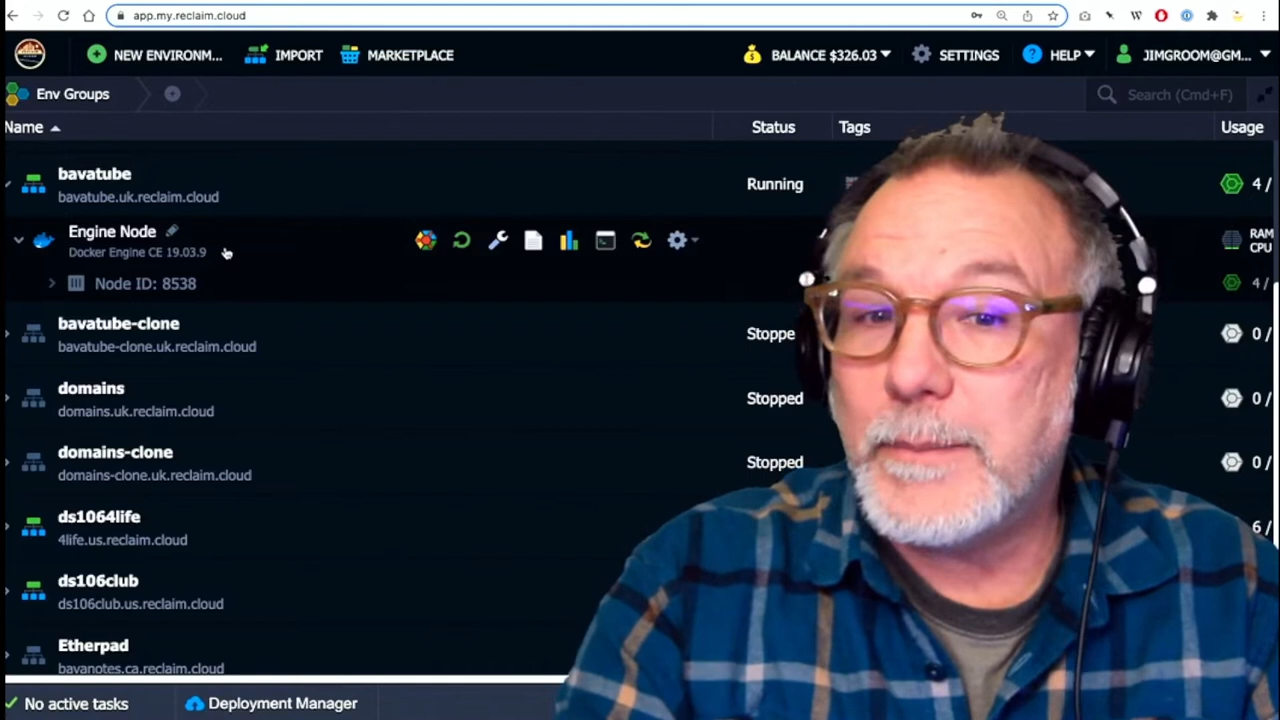 app.my.reclaim.cloud
NEW ENVIRONM... IMPORT MARKETPLACE BALANCE $326.03 SETTINGS HELP JIMGROOM@GM...
Env Groups Search (Cmd+F)
Name Status Tags Usage
bavatube
bavatube.uk.reclaim.cloud
Running 4 /
Engine Node
Docker Engine CE 19.03.9
RAM
CPU
Node ID: 8538 4 /
bavatube-clone
bavatube-clone.uk.reclaim.cloud
Stoppe 0 /
domains
domains.uk.reclaim.cloud
Stopped 0 /
domains-clone
domains-clone.uk.reclaim.cloud
Stopped 0 /
ds1064life
4life.us.reclaim.cloud
6 /
ds106club
ds106club.us.reclaim.cloud
Etherpad
bavanotes.ca.reclaim.cloud
No active tasks Deployment Manager